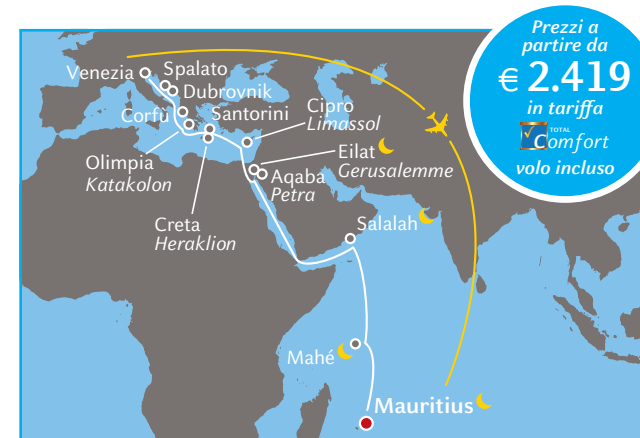 Prezzi a
partire da
€ 2.419
in tariffa
TOTAL
Comfort
volo incluso
Venezia
Spalato
Dubrovnik
Corfù
Santorini
Cipro
Limassol
Olimpia
Katakolon
Eilat
Gerusalemme
Aqaba
Petra
Creta
Heraklion
Salalah
Mahé
Mauritius